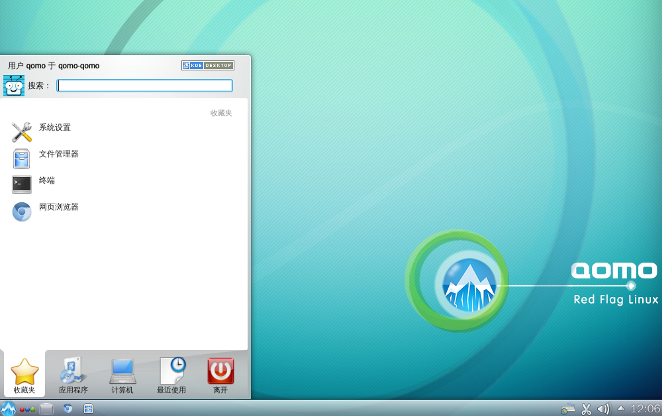 用户 qomo 于 qomo-qomo
KDE DESKTOP
搜索：
收藏夹
系统设置
文件管理器
终端
网页浏览器
qomo
Red Flag Linux
收藏夹
应用程序
计算机
最近使用
离开
12:06